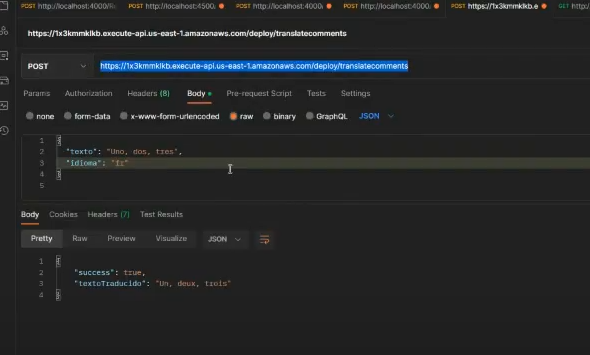 POST http://localhost:4000/R POST http://localhost:4500/ POST http://localhost:4000/ POST http://localhost:4000/ POST https://1x3kmmklkb.e GET http:/
https://1x3kmmklkb.execute-api.us-east-1.amazonaws.com/deploy/translatecomments
POST https://1x3kmmklkb.execute-api.us-east-1.amazonaws.com/deploy/translatecomments
Params Authorization Headers (8) Body Pre-request Script Tests Settings
none form-data x-www-form-urlencoded raw binary GraphQL JSON
1 {
2 "texto": "Uno, dos, tres",
3 "idioma": "fr"
4 }
5
Body Cookies Headers (7) Test Results
Pretty Raw Preview Visualize JSON
1 {
2 "success": true,
3 "textoTraducido": "Un, deux, trois"
4 }